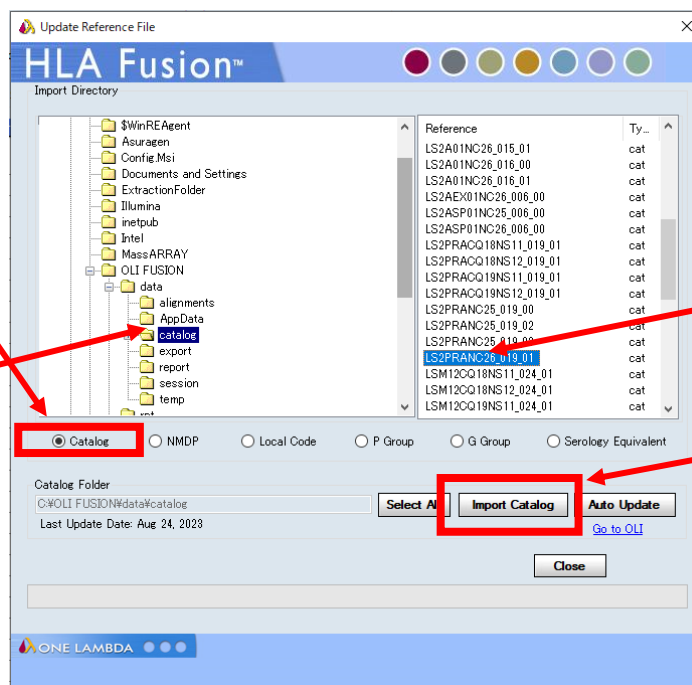 Update Reference File
HLA Fusion™
Import Directory
$WinREAgent
Asuragen
Config.Msi
Documents and Settings
ExtractionFolder
Illumina
inetpub
Intel
MassARRAY
OLI FUSION
data
alignments
AppData
catalog
export
report
session
temp
Reference Ty...
LS2A01NC26_015_01 cat
LS2A01NC26_016_00 cat
LS2A01NC26_016_01 cat
LS2AEX01NC26_006_00 cat
LS2ASP01NC25_006_00 cat
LS2ASP01NC26_006_00 cat
LS2PRACQ18NS11_019_01 cat
LS2PRACQ18NS12_019_01 cat
LS2PRACQ19NS11_019_01 cat
LS2PRACQ19NS12_019_01 cat
LS2PRANC25_019_00 cat
LS2PRANC25_019_02 cat
cat
LS2PRANC26_019_01 cat
LSM12CQ18NS11_024_01 cat
LSM12CQ18NS12_024_01 cat
LSM12CQ19NS11_024_01 cat
Catalog NMDP Local Code P Group G Group Serology Equivalent
Catalog Folder
C:¥OLI FUSION¥data¥catalog Select Import Catalog Auto Update
Last Update Date: Aug 24, 2023 Go to OLI
Close
ONE LAMBDA